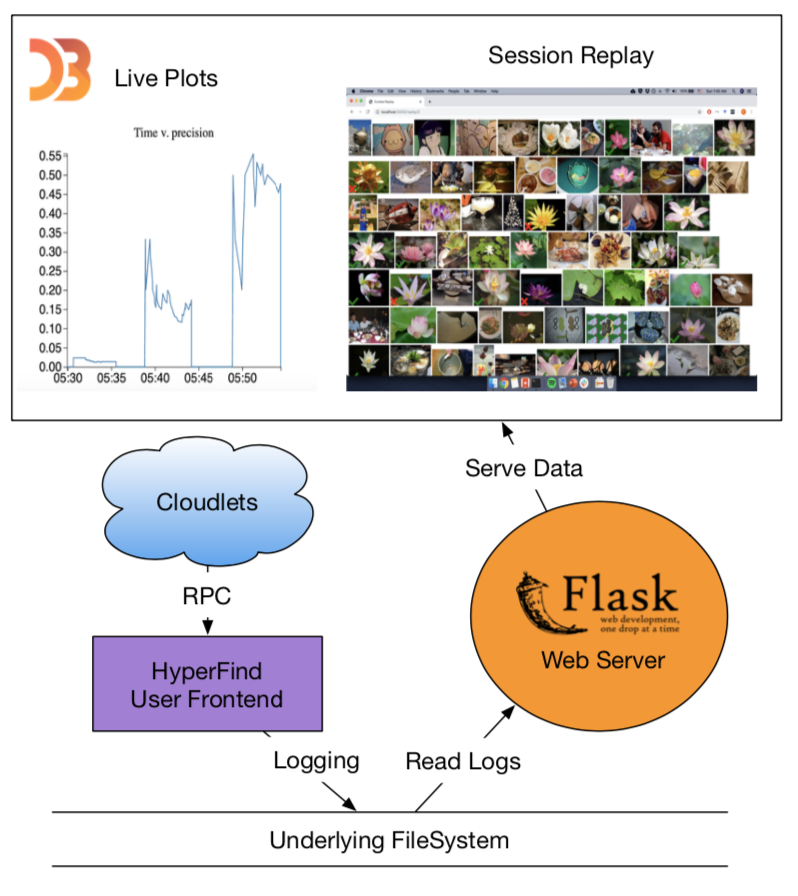 D3
Live Plots
Session Replay
Time v. precision
0.55
0.50
0.45
0.40
0.35
0.30
0.25
0.20
0.15
0.10
0.05
0.00
05:30 05:35 05:40 05:45 05:50
Serve Data
Cloudlets
RPC
HyperFind
User Frontend
Flask
web development,
one drop at a time
Web Server
Logging
Read Logs
Underlying FileSystem